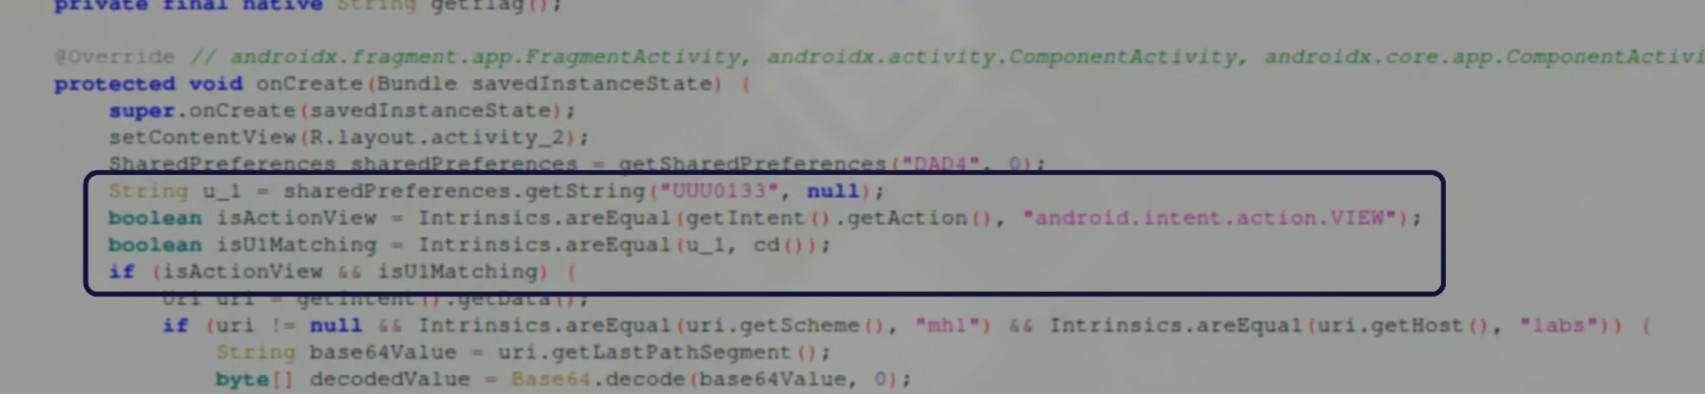 private final native String getflag();
@Override // androidx.fragment.app.FragmentActivity, androidx.activity.ComponentActivity, androidx.core.app.ComponentActivi
protected void onCreate(Bundle savedInstanceState) {
super.onCreate(savedInstanceState);
setContentView(R.layout.activity_2);
SharedPreferences sharedPreferences = getSharedPreferences("DAD4", 0);
String u_1 = sharedPreferences.getString("UUU0133", null);
boolean isActionView = Intrinsics.areEqual(getIntent().getAction(), "android.intent.action.VIEW");
boolean isU1Matching = Intrinsics.areEqual(u_1, cd());
if (isActionView && isU1Matching) {
Uri uri = getIntent().getData();
if (uri != null && Intrinsics.areEqual(uri.getScheme(), "mhl") && Intrinsics.areEqual(uri.getHost(), "labs")) {
String base64Value = uri.getLastPathSegment();
byte[] decodedValue = Base64.decode(base64Value, 0);